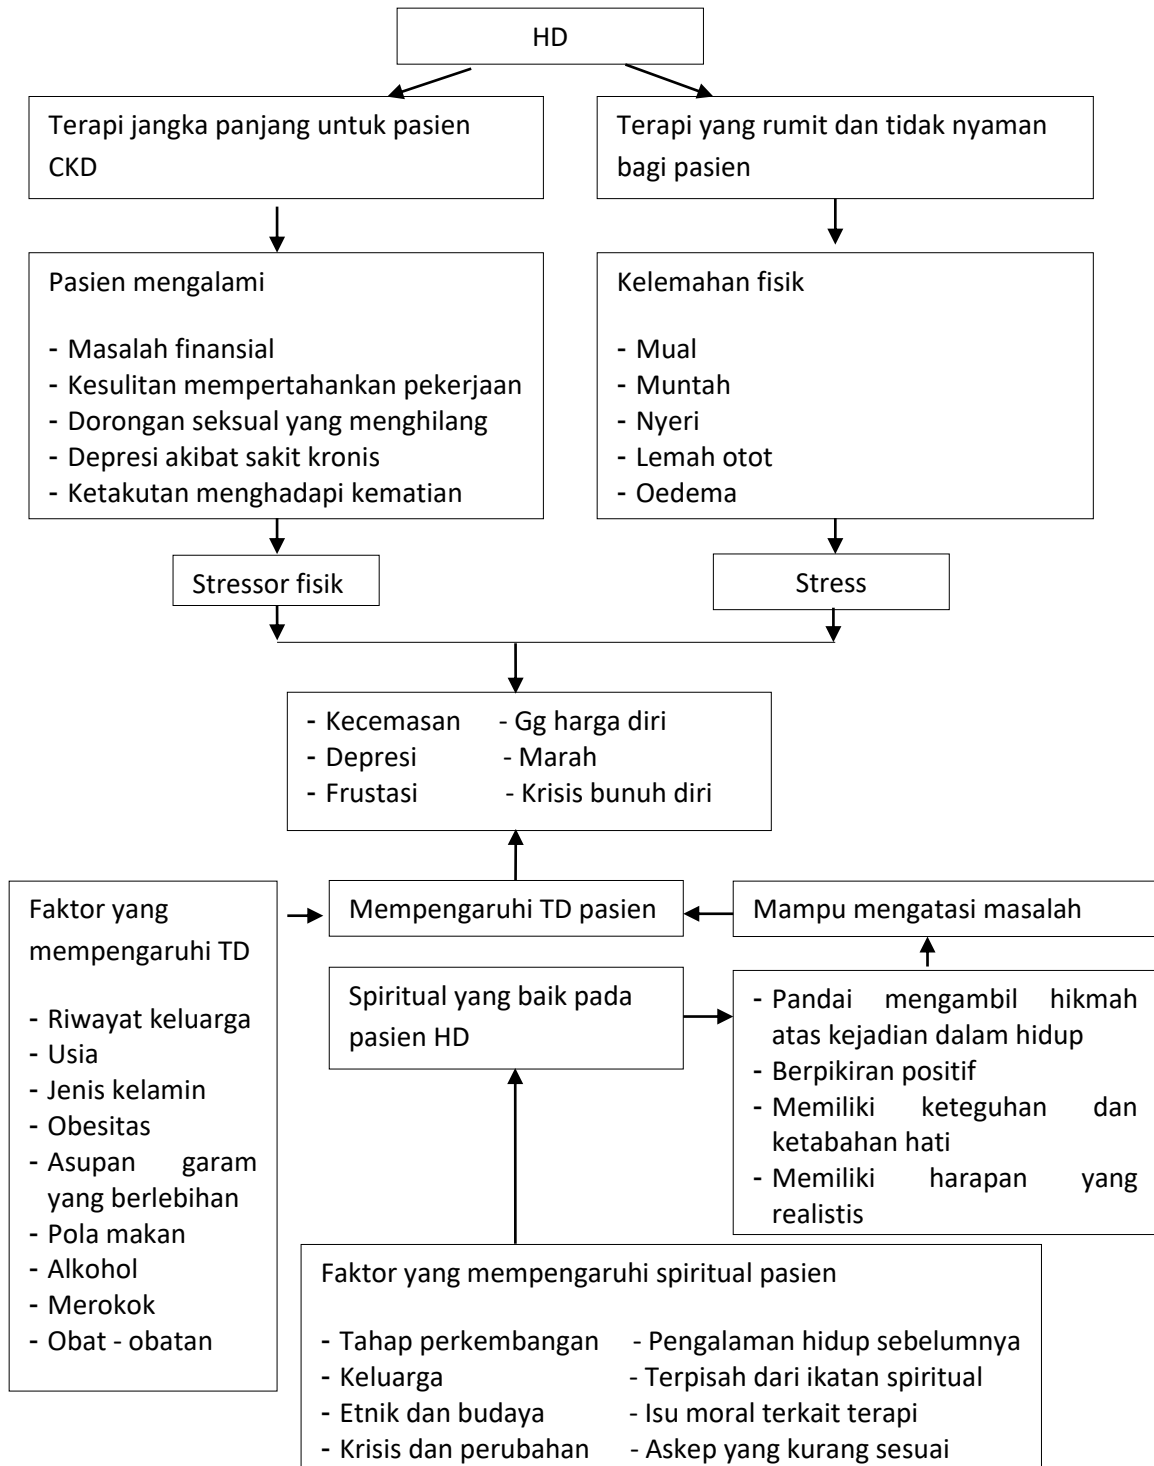 HD
Terapi jangka panjang untuk pasien
CKD
Terapi yang rumit dan tidak nyaman
bagi pasien
Pasien mengalami
- Masalah finansial
- Kesulitan mempertahankan pekerjaan
- Dorongan seksual yang menghilang
- Depresi akibat sakit kronis
- Ketakutan menghadapi kematian
Kelemahan fisik
- Mual
- Muntah
- Nyeri
- Lemah otot
- Oedema
Stressor fisik
Stress
- Kecemasan - Gg harga diri
- Depresi - Marah
- Frustasi - Krisis bunuh diri
Faktor yang
mempengaruhi TD
- Riwayat keluarga
- Usia
- Jenis kelamin
- Obesitas
- Asupan garam
yang berlebihan
- Pola makan
- Alkohol
- Merokok
- Obat - obatan
Mempengaruhi TD pasien
Mampu mengatasi masalah
Spiritual yang baik pada
pasien HD
- Pandai mengambil hikmah
atas kejadian dalam hidup
- Berpikiran positif
- Memiliki keteguhan dan
ketabahan hati
- Memiliki harapan yang
realistis
Faktor yang mempengaruhi spiritual pasien
- Tahap perkembangan - Pengalaman hidup sebelumnya
- Keluarga - Terpisah dari ikatan spiritual
- Etnik dan budaya - Isu moral terkait terapi
- Krisis dan perubahan - Askep yang kurang sesuai